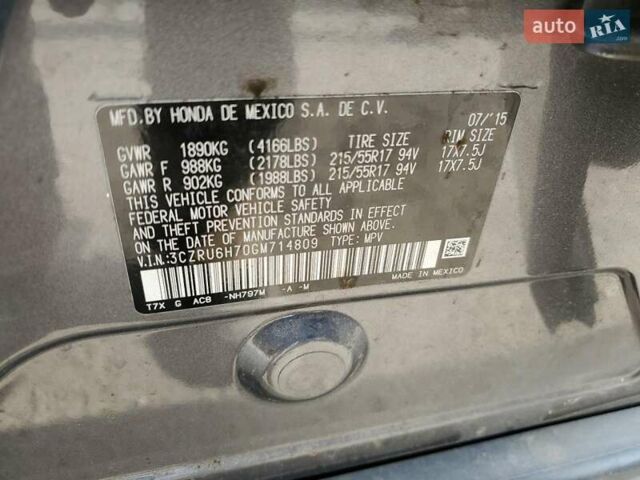 auto RIA.com
MFD.BY HONDA DE MEXICO S.A. DE C.V. 07/'15
GVWR 1890KG (4166LBS) TIRE SIZE RIM SIZE
GAWR F 988KG (2178LBS) 215/55R17 94V 17X7.5J
GAWR R 902KG (1988LBS) 215/55R17 94V 17X7.5J
THIS VEHICLE CONFORMS TO ALL APPLICABLE
FEDERAL MOTOR VEHICLE SAFETY
AND THEFT PREVENTION STANDARDS IN EFFECT
ON THE DATE OF MANUFACTURE SHOWN ABOVE.
V.I.N.:3CZRU6H70GM714809 TYPE: MPV
MADE IN MEXICO
T7X G AC8 -NH797M -A -M